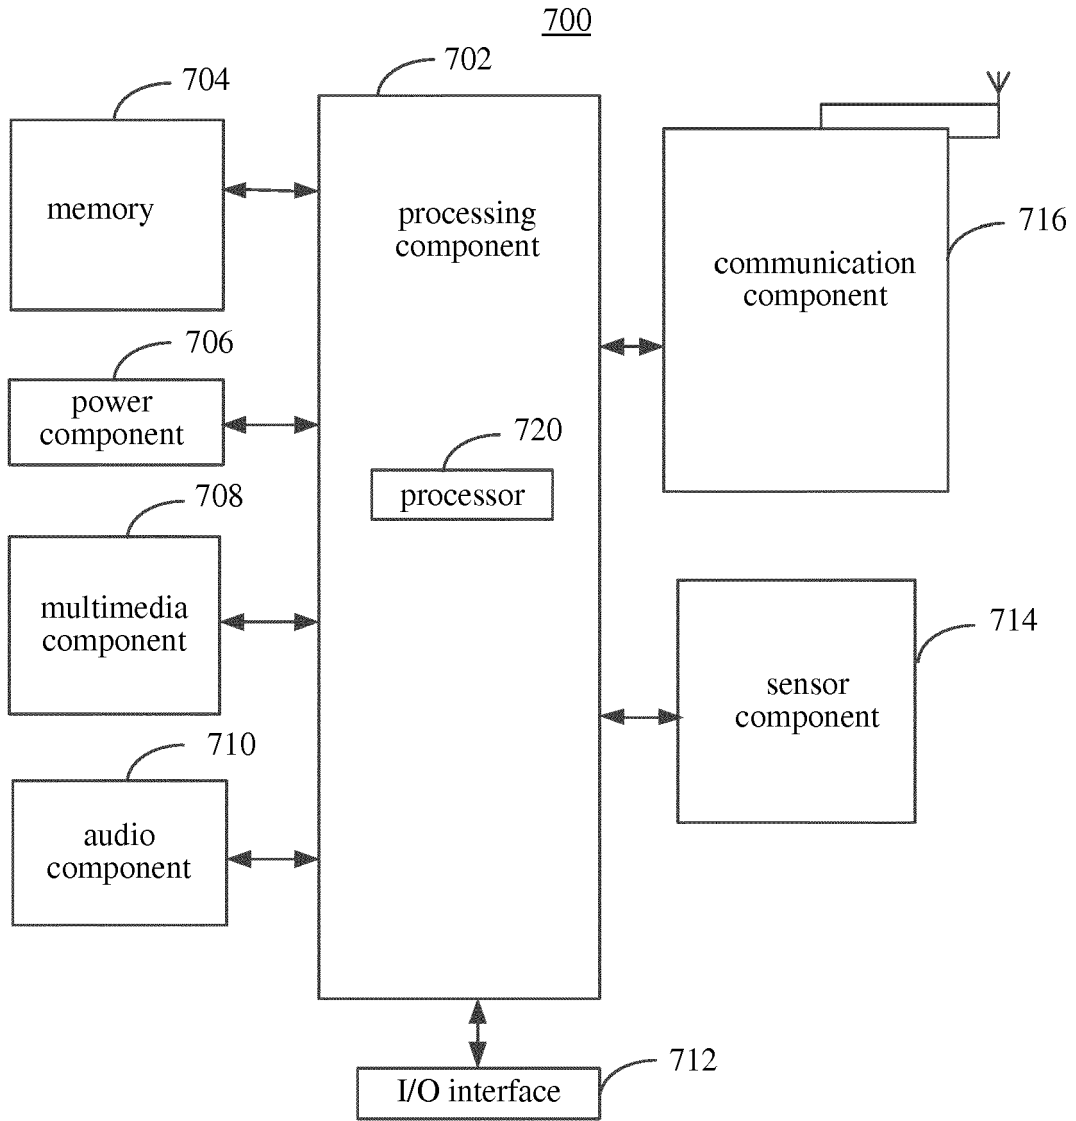 700
702
704
memory
processing
component
716
communication
component
706
power
component
720
processor
708
multimedia
component
714
sensor
component
710
audio
component
712
I/O interface